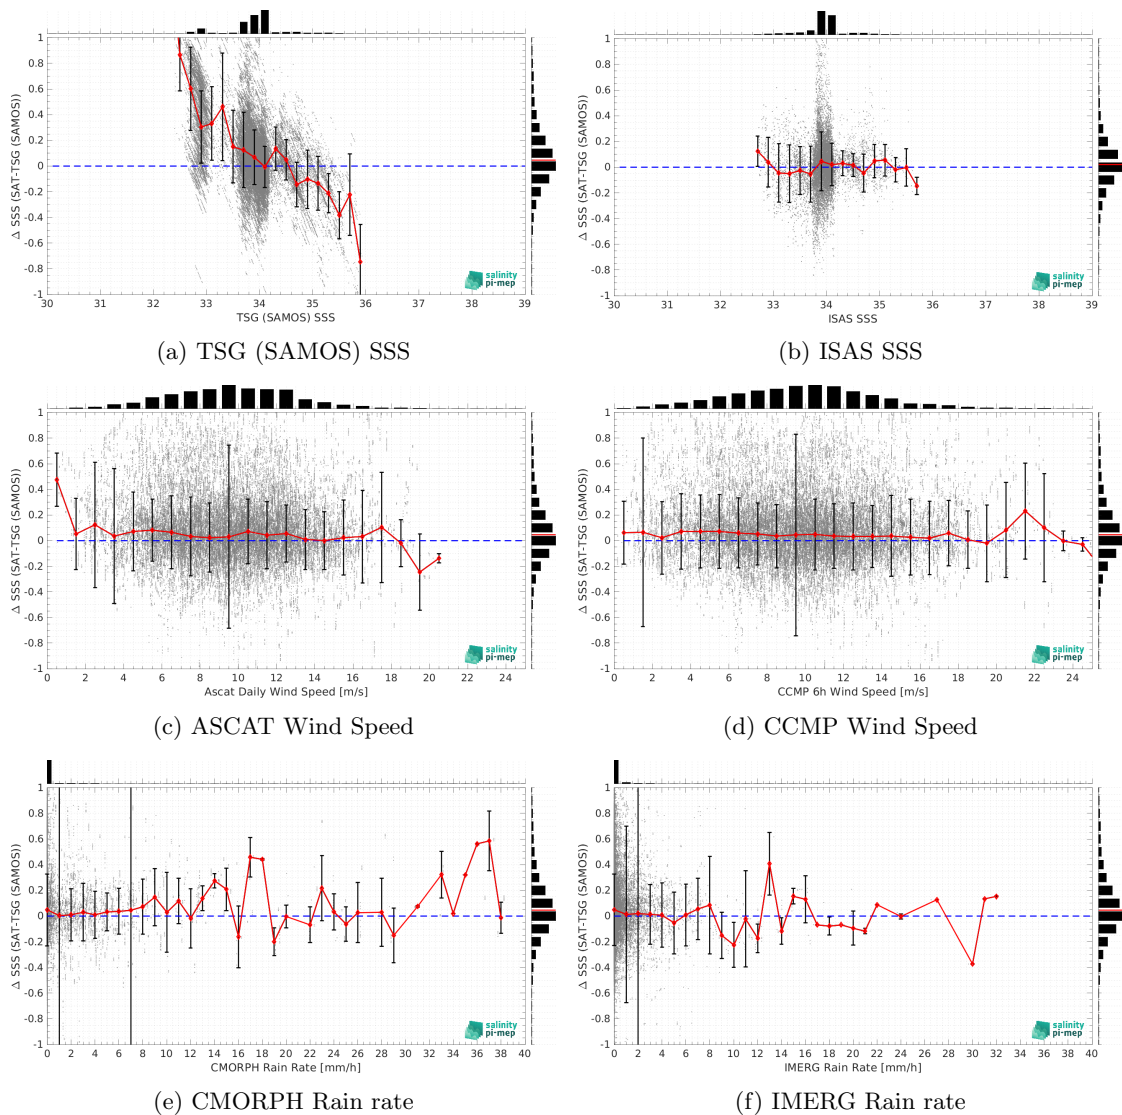 1
0.8
0.6
0.4
0.2
0
-0.2
-0.4
-0.6
-0.8
-1
Δ SSS (SAT-TSG (SAMOS))
30 31 32 33 34 35 36 37 38 39
TSG (SAMOS) SSS
salinity
pi-mep
(a) TSG (SAMOS) SSS
1
0.8
0.6
0.4
0.2
0
-0.2
-0.4
-0.6
-0.8
-1
Δ SSS (SAT-TSG (SAMOS))
30 31 32 33 34 35 36 37 38 39
ISAS SSS
salinity
pi-mep
(b) ISAS SSS
1
0.8
0.6
0.4
0.2
0
-0.2
-0.4
-0.6
-0.8
-1
Δ SSS (SAT-TSG (SAMOS))
0 2 4 6 8 10 12 14 16 18 20 22 24
Ascat Daily Wind Speed [m/s]
salinity
pi-mep
(c) ASCAT Wind Speed
1
0.8
0.6
0.4
0.2
0
-0.2
-0.4
-0.6
-0.8
-1
Δ SSS (SAT-TSG (SAMOS))
0 2 4 6 8 10 12 14 16 18 20 22 24
CCMP 6h Wind Speed [m/s]
salinity
pi-mep
(d) CCMP Wind Speed
1
0.8
0.6
0.4
0.2
0
-0.2
-0.4
-0.6
-0.8
-1
Δ SSS (SAT-TSG (SAMOS))
0 2 4 6 8 10 12 14 16 18 20 22 24 26 28 30 32 34 36 38 40
CMORPH Rain Rate [mm/h]
salinity
pi-mep
(e) CMORPH Rain rate
1
0.8
0.6
0.4
0.2
0
-0.2
-0.4
-0.6
-0.8
-1
Δ SSS (SAT-TSG (SAMOS))
0 2 4 6 8 10 12 14 16 18 20 22 24 26 28 30 32 34 36 38 40
IMERG Rain Rate [mm/h]
salinity
pi-mep
(f) IMERG Rain rate